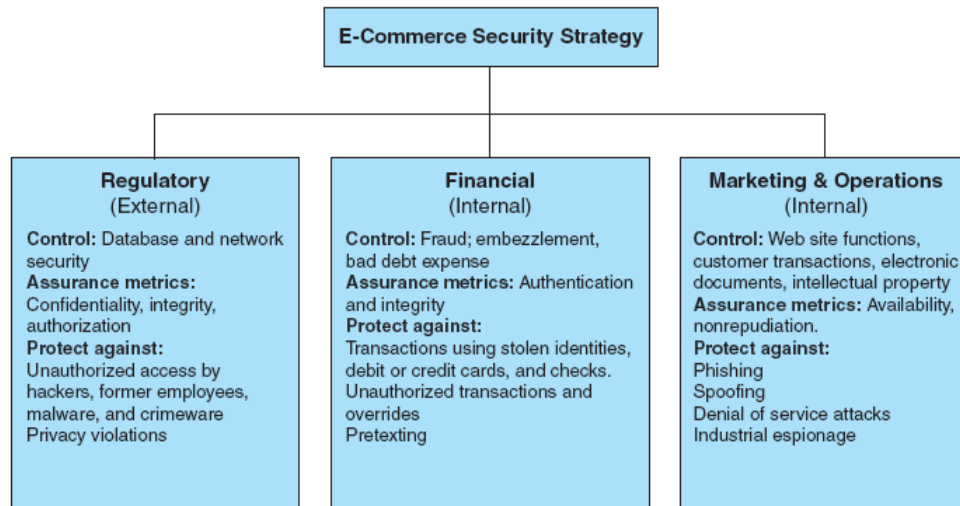 E-Commerce Security Strategy
Regulatory
(External)
Control: Database and network
security
Assurance metrics:
Confidentiality, integrity,
authorization
Protect against:
Unauthorized access by
hackers, former employees,
malware, and crimeware
Privacy violations
Financial
(Internal)
Control: Fraud; embezzlement,
bad debt expense
Assurance metrics: Authentication
and integrity
Protect against:
Transactions using stolen identities,
debit or credit cards, and checks.
Unauthorized transactions and
overrides
Pretexting
Marketing & Operations
(Internal)
Control: Web site functions,
customer transactions, electronic
documents, intellectual property
Assurance metrics: Availability,
nonrepudiation.
Protect against:
Phishing
Spoofing
Denial of service attacks
Industrial espionage